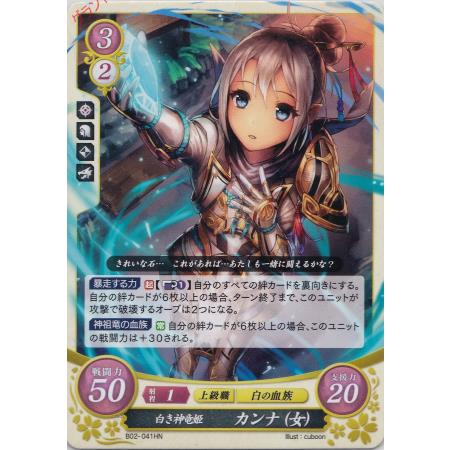 グラント
3
2
きれいな石… これがあれば…あたしも一緒に闘えるかな?
暴走する力 起【1】自分のすべての絆カードを裏向きにする。
自分の絆カードが6枚以上の場合、ターン終了まで、このユニットが
攻撃で破壊するオーブは2つになる。
神祖竜の血族 常 自分の絆カードが6枚以上の場合、このユニット
の戦闘力は+30される。
戦闘力
50
射程 1
上級職
白の血族
支援力
20
白き神竜姫 カンナ(女)
B02-041HN
Illust:cuboon